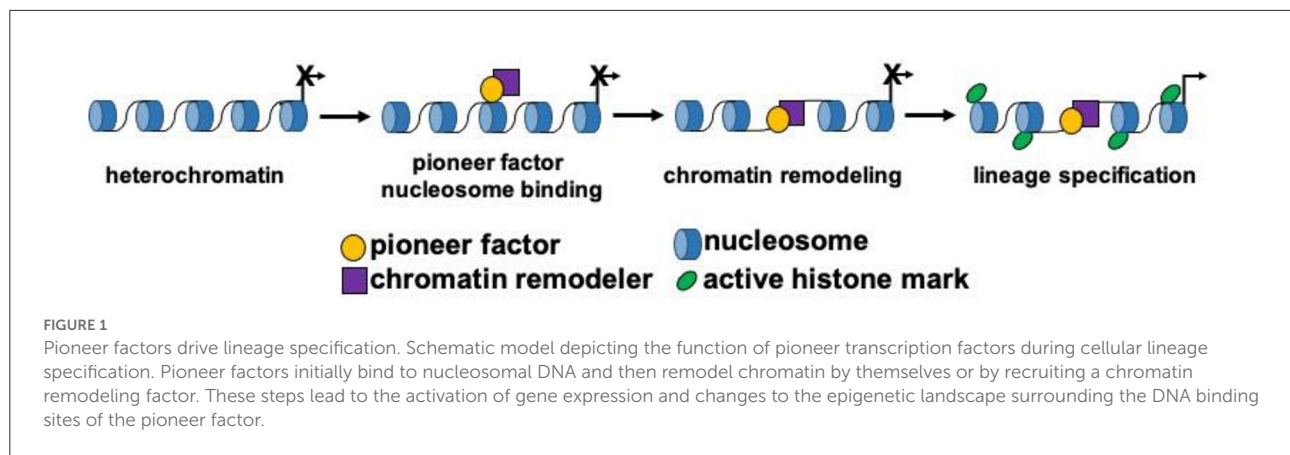 X
X
X
heterochromatin
pioneer factor
nucleosome binding
chromatin remodeling
lineage specification
pioneer factor
nucleosome
chromatin remodeler
active histone mark
FIGURE 1
Pioneer factors drive lineage specification. Schematic model depicting the function of pioneer transcription factors during cellular lineage
specification. Pioneer factors initially bind to nucleosomal DNA and then remodel chromatin by themselves or by recruiting a chromatin
remodeling factor. These steps lead to the activation of gene expression and changes to the epigenetic landscape surrounding the DNA binding
sites of the pioneer factor.